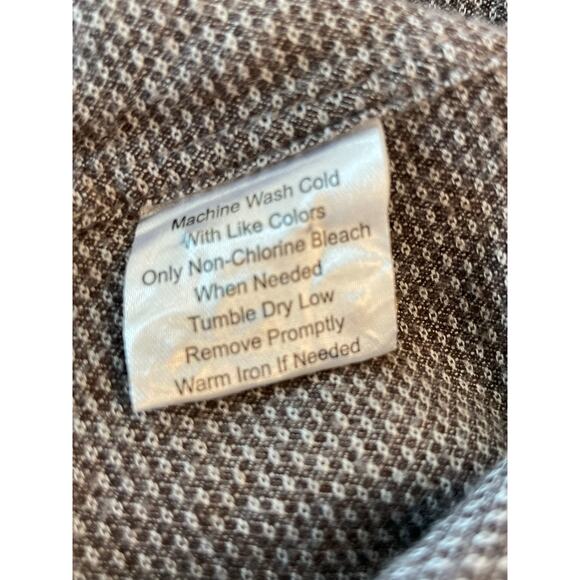 Machine Wash Cold
With Like Colors
Only Non-Chlorine Bleach
When Needed
Tumble Dry Low
Remove Promptly
Warm Iron If Needed